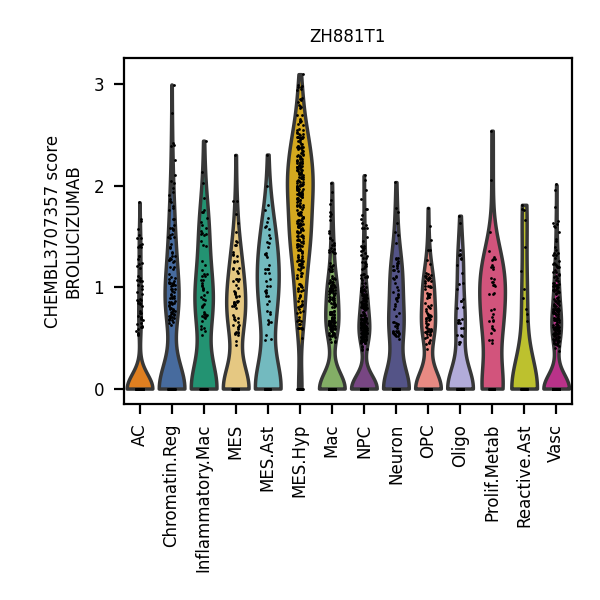 ZH881T1
CHEMBL3707357 score
BROLUCIZUMAB
3
2
1
0
AC
Chromatin.Reg
Inflammatory.Mac
MES
MES.Ast
MES.Hyp
Mac
NPC
Neuron
OPC
Oligo
Prolif.Metab
Reactive.Ast
Vasc